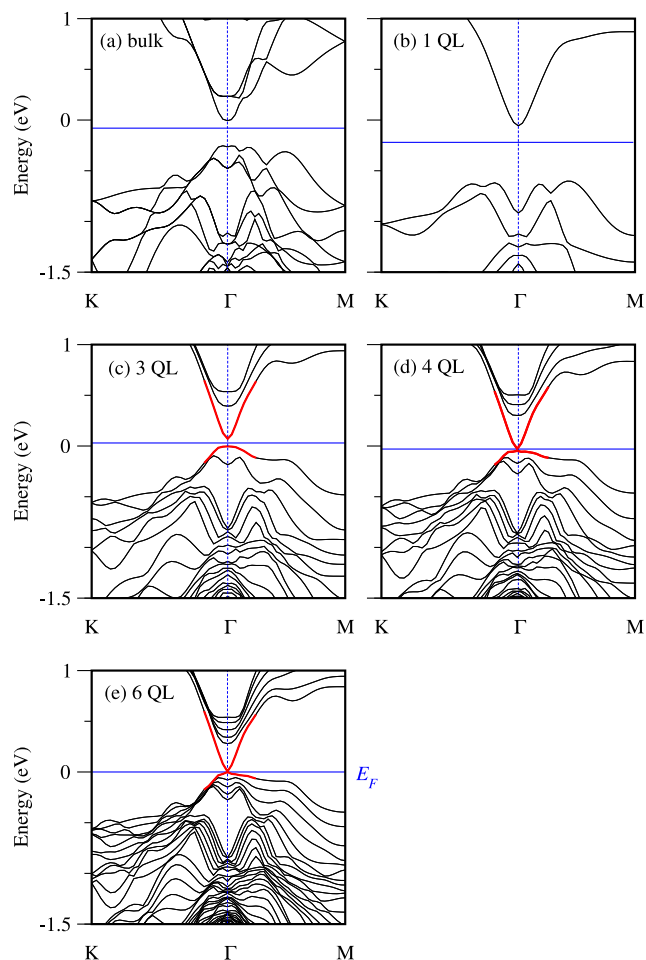 1
(a) bulk
(b) 1 QL
0
Energy (eV)
-1.5
K Γ M
K Γ M
1
(c) 3 QL
(d) 4 QL
0
Energy (eV)
-1.5
K Γ M
K Γ M
1
(e) 6 QL
0
E_F
Energy (eV)
-1.5
K Γ M